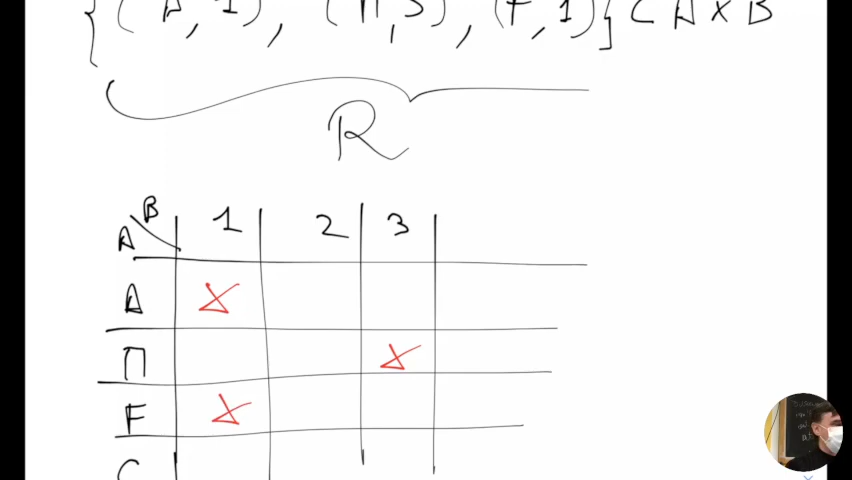 {(A,1), (Π,3), (F,1)} ⊂ A×B
R
A\B 1 2 3
A X
Π X
F X
C